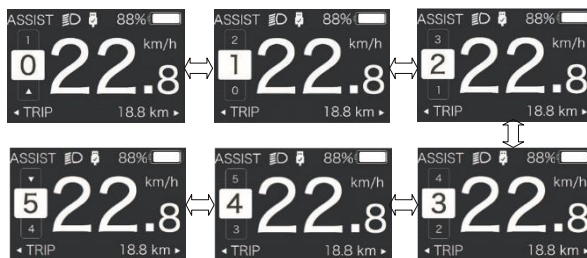 ASSIST 88%
1
0
▲
22.8 km/h
◂ TRIP 18.8 km ▸
ASSIST 88%
2
1
0
22.8 km/h
◂ TRIP 18.8 km ▸
ASSIST 88%
3
2
1
22.8 km/h
◂ TRIP 18.8 km ▸
ASSIST 88%
▼
5
4
22.8 km/h
◂ TRIP 18.8 km ▸
ASSIST 88%
5
4
3
22.8 km/h
◂ TRIP 18.8 km ▸
ASSIST 88%
4
3
2
22.8 km/h
◂ TRIP 18.8 km ▸